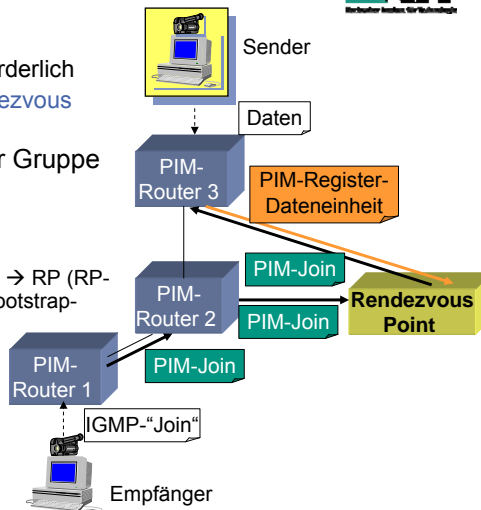 Sender
rderlich
dezvous
Daten
r Gruppe
PIM-
Router 3
PIM-Register-
Dateneinheit
→ RP (RP-
ootstrap-
PIM-Join
PIM-
Router 2
Rendezvous
Point
PIM-Join
PIM-
Router 1
PIM-Join
IGMP-“Join“
Empfänger